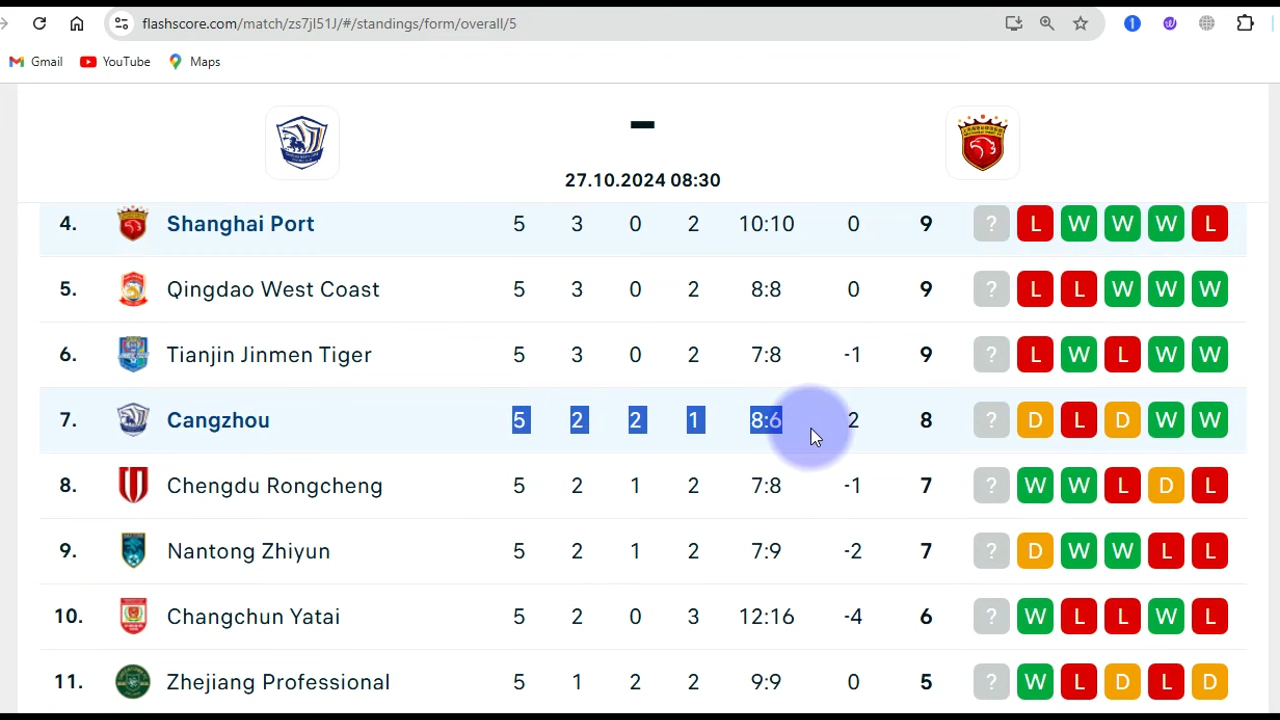 flashscore.com/match/zs7jl51J/#/standings/form/overall/5
Gmail YouTube Maps
27.10.2024 08:30
4. Shanghai Port 5 3 0 2 10:10 0 9 ? L W W W L
5. Qingdao West Coast 5 3 0 2 8:8 0 9 ? L L W W W
6. Tianjin Jinmen Tiger 5 3 0 2 7:8 -1 9 ? L W L W W
7. Cangzhou 5 2 2 1 8:6 2 8 ? D L D W W
8. Chengdu Rongcheng 5 2 1 2 7:8 -1 7 ? W W L D L
9. Nantong Zhiyun 5 2 1 2 7:9 -2 7 ? D W W L L
10. Changchun Yatai 5 2 0 3 12:16 -4 6 ? W L L W L
11. Zhejiang Professional 5 1 2 2 9:9 0 5 ? W L D L D